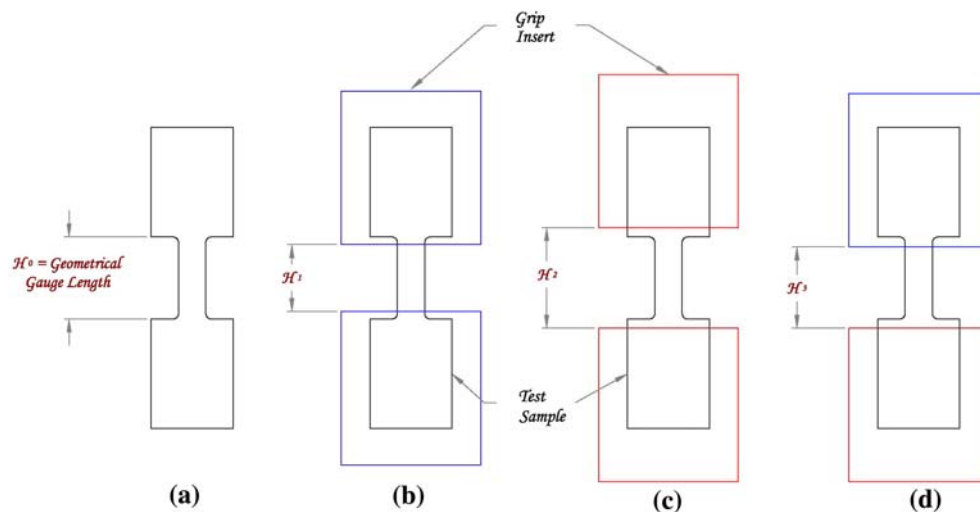 Grip
Insert
H0 = Geometrical
Gauge Length
H1
H2
H3
Test
Sample
(a)
(b)
(c)
(d)